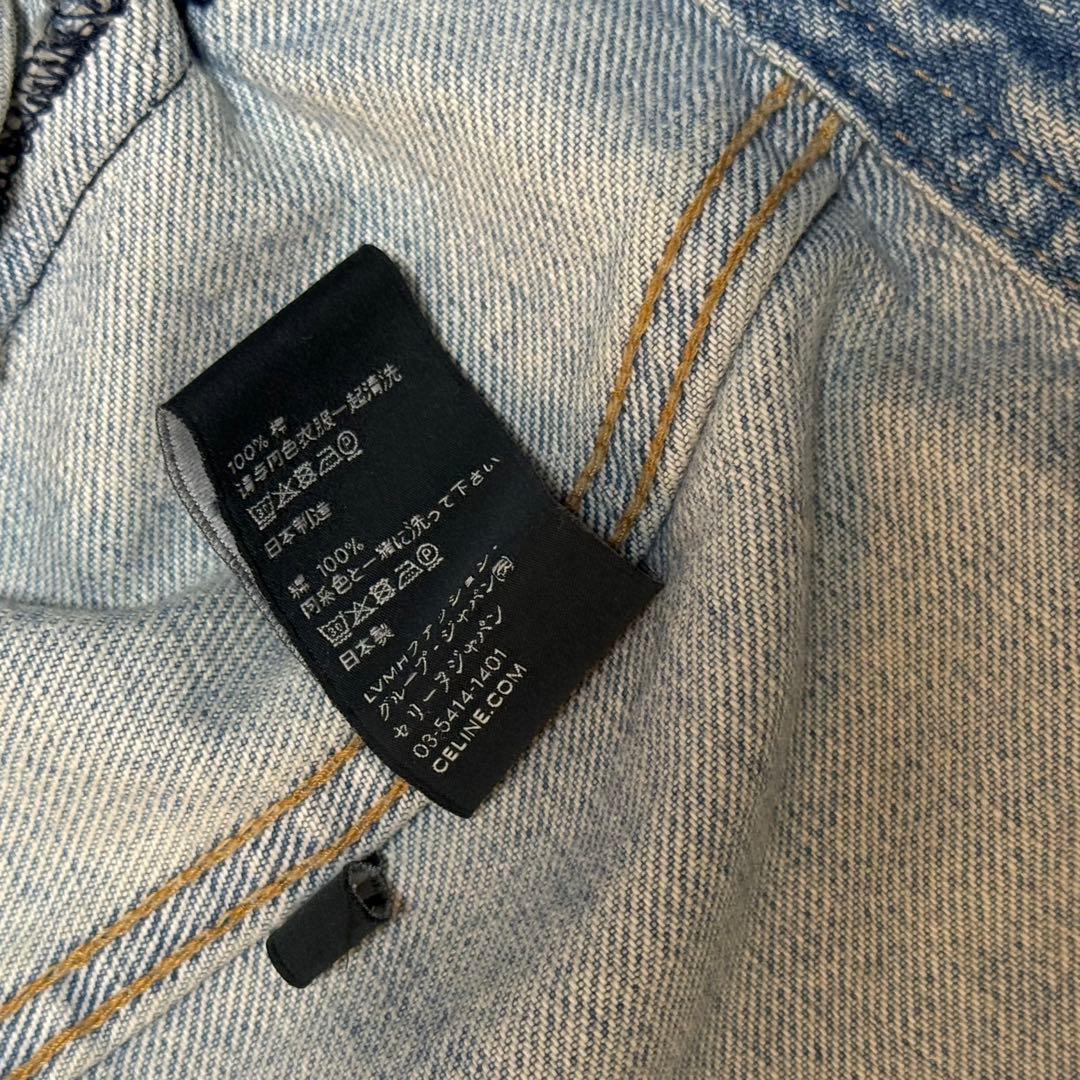 100% 棉
请与同色衣服一起清洗
30 P
日本制造
綿 100%
同系色と一緒に洗って下さい
30 P
日本製
LVMHファッション・
グループ・ジャパン㈱
セリーヌジャパン
03-5414-1401
CELINE.COM